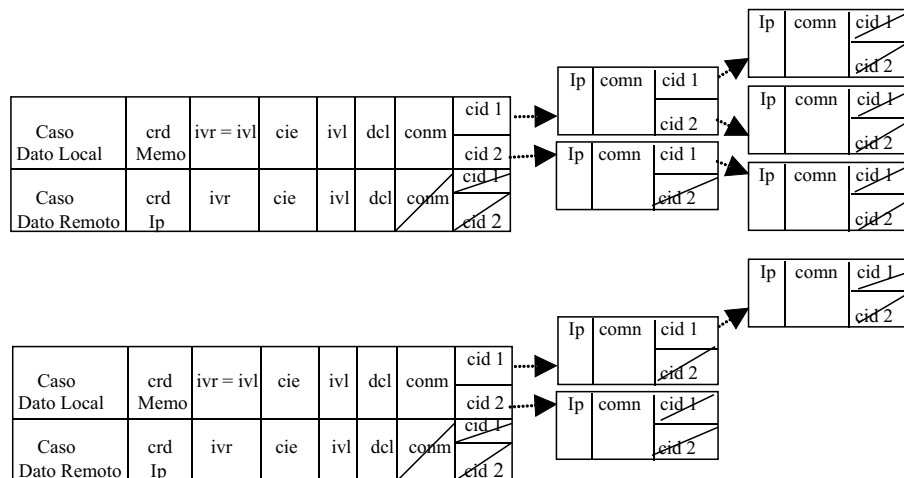 Ip comn cid 1
cid 2
Ip comn cid 1
cid 2
Ip comn cid 1
cid 2
Caso Dato Local crd Memo ivr = ivl cie ivl dcl conm cid 1
cid 2
Ip comn cid 1
cid 2
Ip comn cid 1
cid 2
Caso Dato Remoto crd Ip ivr cie ivl dcl conm cid 1
cid 2
Ip comn cid 1
cid 2
Ip comn cid 1
cid 2
Caso Dato Local crd Memo ivr = ivl cie ivl dcl conm cid 1
cid 2
Ip comn cid 1
cid 2
Caso Dato Remoto crd Ip ivr cie ivl dcl conm cid 1
cid 2